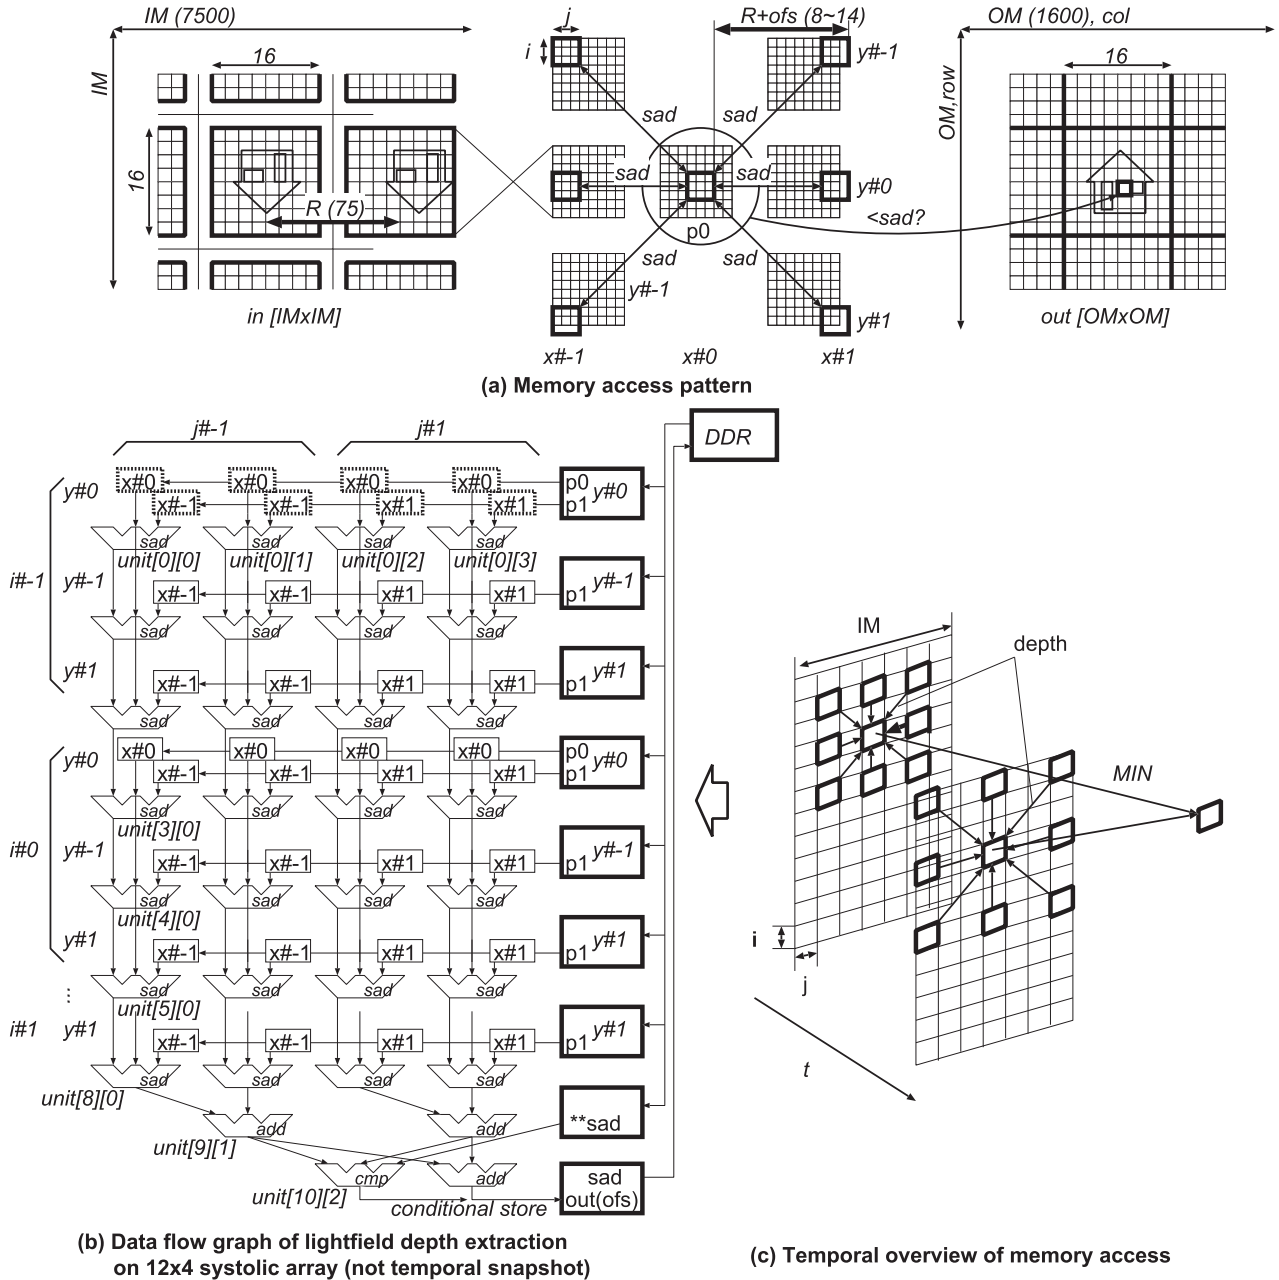 IM (7500)
j
R+ofs (8~14)
OM (1600), col
IM
16
i
y#-1
OM,row
16
sad
sad
16
sad
sad
y#0
R (75)
p0
<sad?
sad
sad
y#-1
y#1
in [IMxIM]
out [OMxOM]
x#-1
x#0
x#1
(a) Memory access pattern
j#-1
j#1
DDR
y#0
x#0
x#0
x#0
x#0
p0
y#0
x#-1
x#-1
x#1
x#1
p1
sad
sad
sad
sad
unit[0][0]
unit[0][1]
unit[0][2]
unit[0][3]
i#-1
y#-1
x#-1
x#-1
x#1
x#1
p1
y#-1
sad
sad
sad
sad
y#1
x#-1
x#-1
x#1
x#1
p1
y#1
sad
sad
sad
sad
y#0
x#0
x#0
x#0
x#0
p0
y#0
x#-1
x#-1
x#1
x#1
p1
sad
sad
sad
sad
unit[3][0]
i#0
y#-1
x#-1
x#-1
x#1
x#1
p1
y#-1
sad
sad
sad
sad
unit[4][0]
y#1
x#-1
x#-1
x#1
x#1
p1
y#1
sad
sad
sad
sad
...
unit[5][0]
i#1
y#1
x#-1
x#-1
x#1
x#1
p1
y#1
sad
sad
sad
sad
unit[8][0]
add
add
**sad
unit[9][1]
cmp
add
sad
unit[10][2]
conditional store
out(ofs)
(b) Data flow graph of lightfield depth extraction
on 12x4 systolic array (not temporal snapshot)
IM
depth
MIN
i
j
t
(c) Temporal overview of memory access